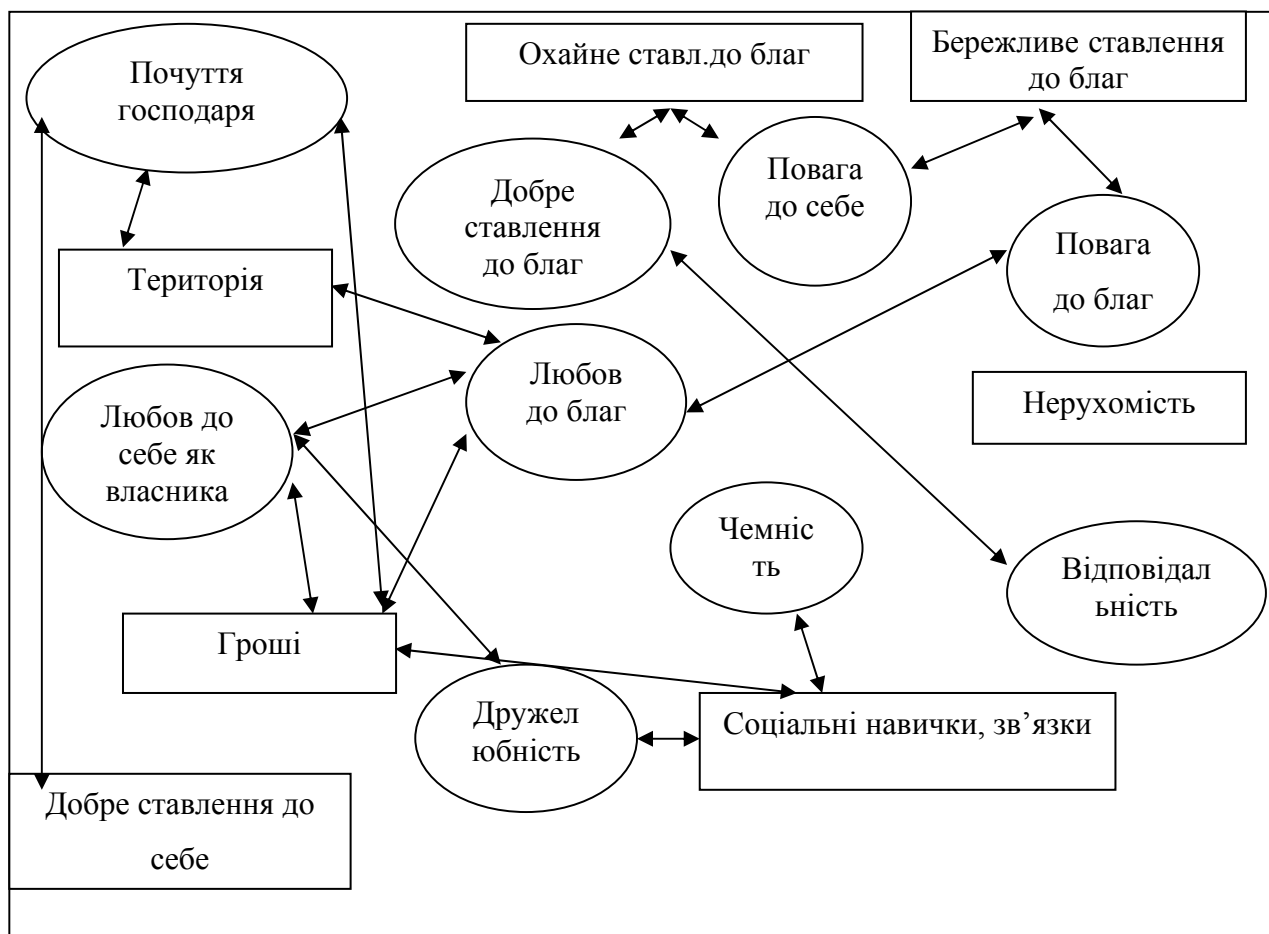 Почуття
господаря
Охайне ставл.до благ
Бережливе ставлення
до благ
Добре
ставлення
до благ
Повага
до себе
Повага
до благ
Територія
Любов
до благ
Нерухомість
Любов до
себе як
власника
Чемніс
ть
Відповідал
ьність
Гроші
Дружел
юбність
Соціальні навички, зв’язки
Добре ставлення до
себе